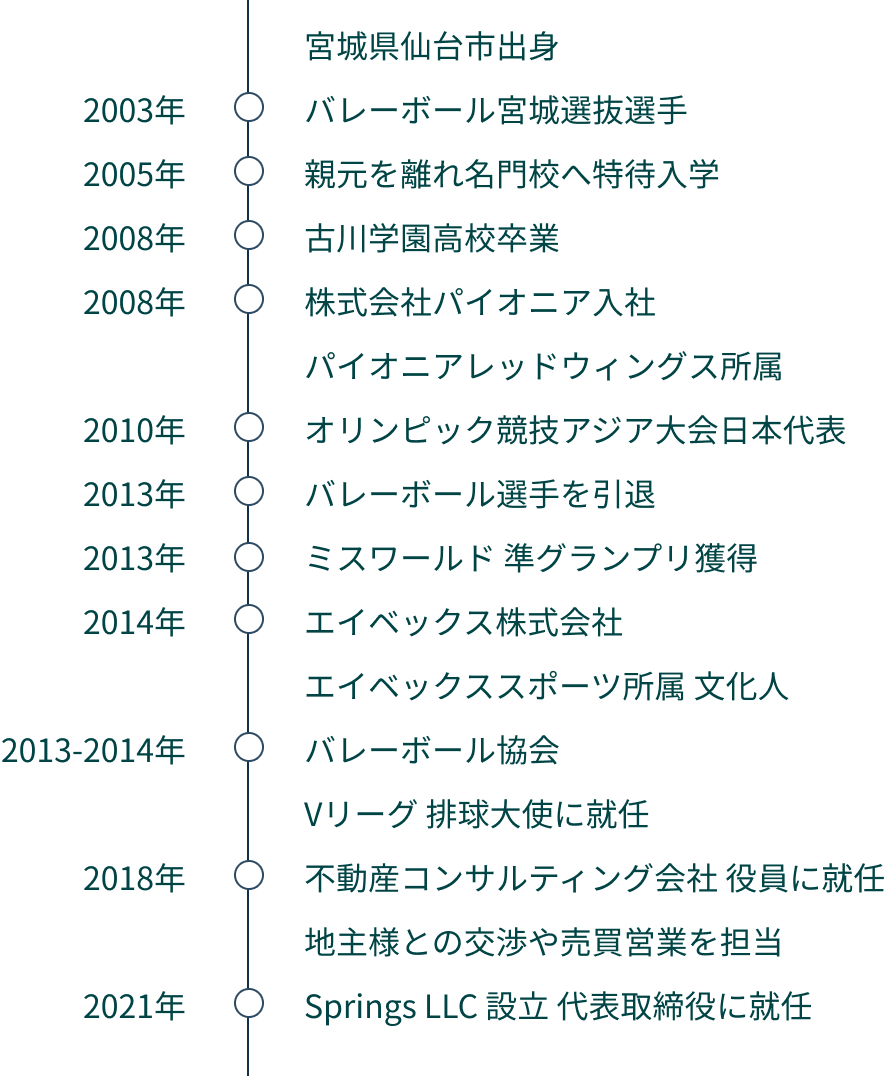 宮城県仙台市出身
2003年 バレーボール宮城選抜選手
2005年 親元を離れ名門校へ特待入学
2008年 古川学園高校卒業
2008年 株式会社パイオニア入社
パイオニアレッドウィングス所属
2010年 オリンピック競技アジア大会日本代表
2013年 バレーボール選手を引退
2013年 ミスワールド 準グランプリ獲得
2014年 エイベックス株式会社
エイベックススポーツ所属 文化人
2013-2014年 バレーボール協会
Vリーグ 排球大使に就任
2018年 不動産コンサルティング会社 役員に就任
地主様との交渉や売買営業を担当
2021年 Springs LLC 設立 代表取締役に就任